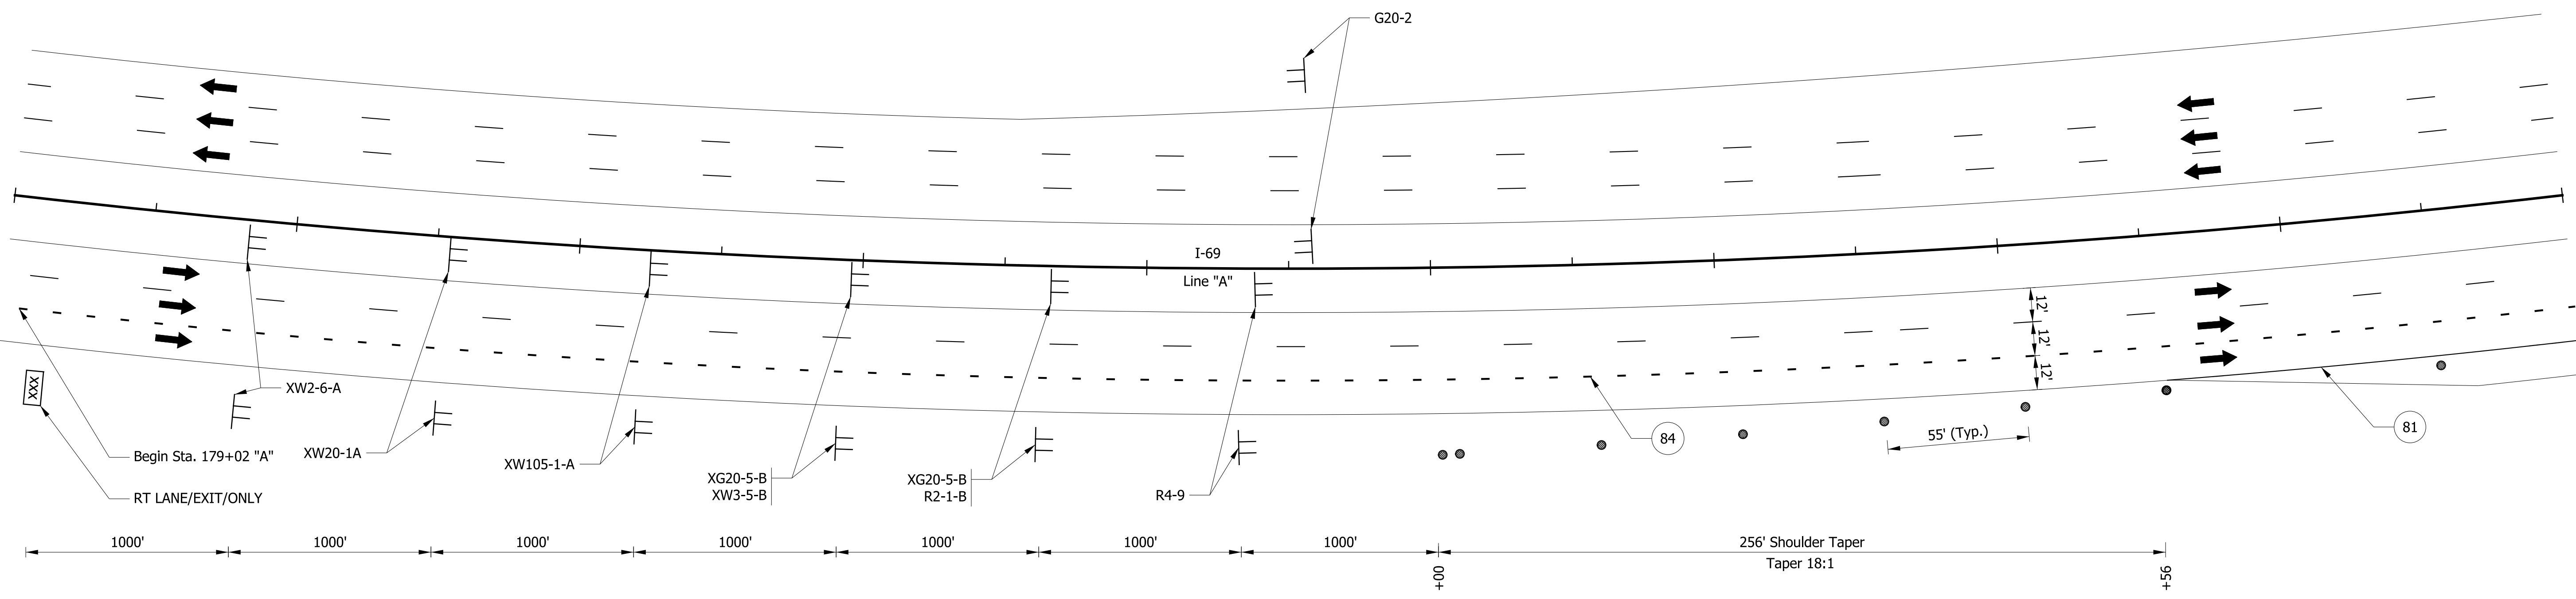 G20-2
I-69
Line "A"
12'
12'
12'
XXX
XW2-6-A
Begin Sta. 179+02 "A"
XW20-1A
XW105-1-A
XG20-5-B
XW3-5-B
XG20-5-B
R2-1-B
R4-9
84
55' (Typ.)
81
RT LANE/EXIT/ONLY
1000'
1000'
1000'
1000'
1000'
1000'
1000'
256' Shoulder Taper
Taper 18:1
+00
+56